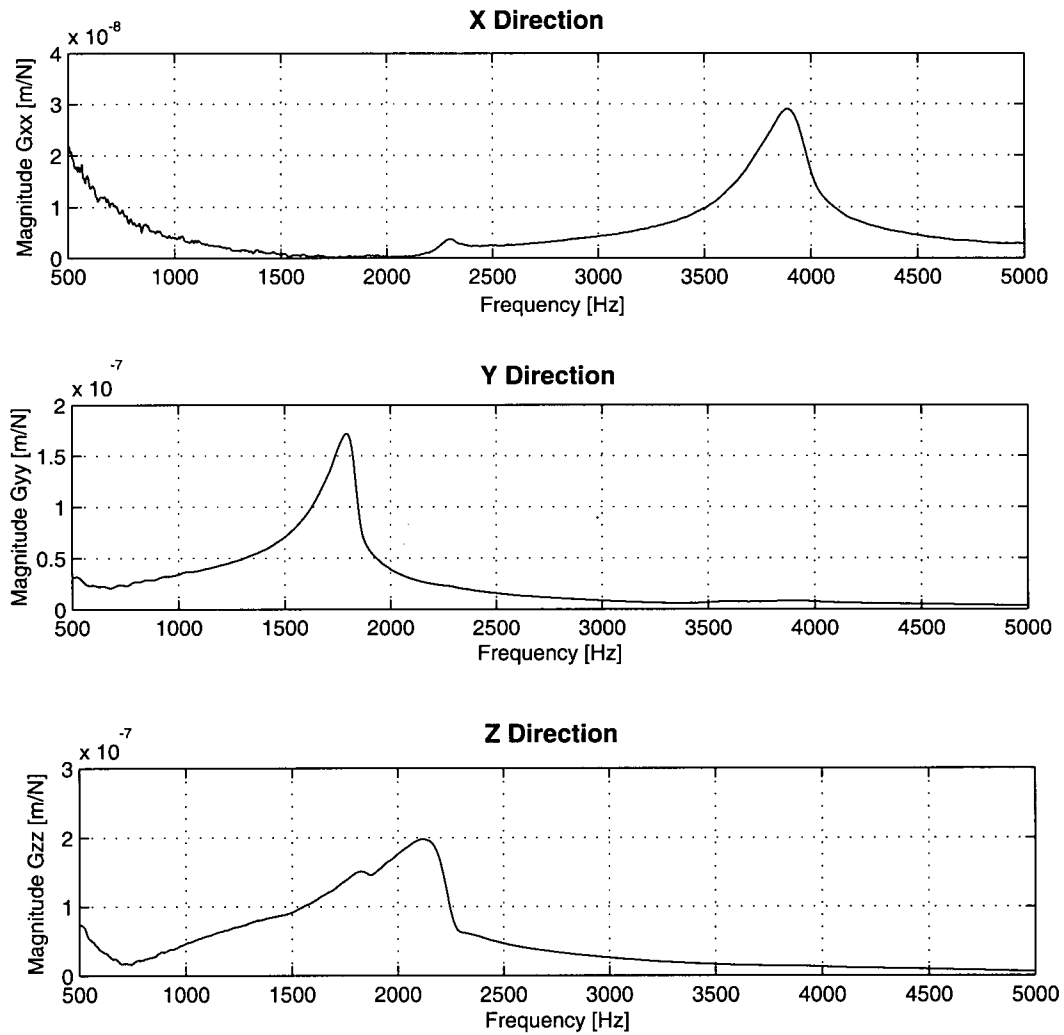 X Direction
x 10^-8
Magnitude Gxx [m/N]
4
3
2
1
0
500 1000 1500 2000 2500 3000 3500 4000 4500 5000
Frequency [Hz]
Y Direction
x 10^-7
Magnitude Gyy [m/N]
2
1.5
1
0.5
0
500 1000 1500 2000 2500 3000 3500 4000 4500 5000
Frequency [Hz]
Z Direction
x 10^-7
Magnitude Gzz [m/N]
3
2
1
0
500 1000 1500 2000 2500 3000 3500 4000 4500 5000
Frequency [Hz]